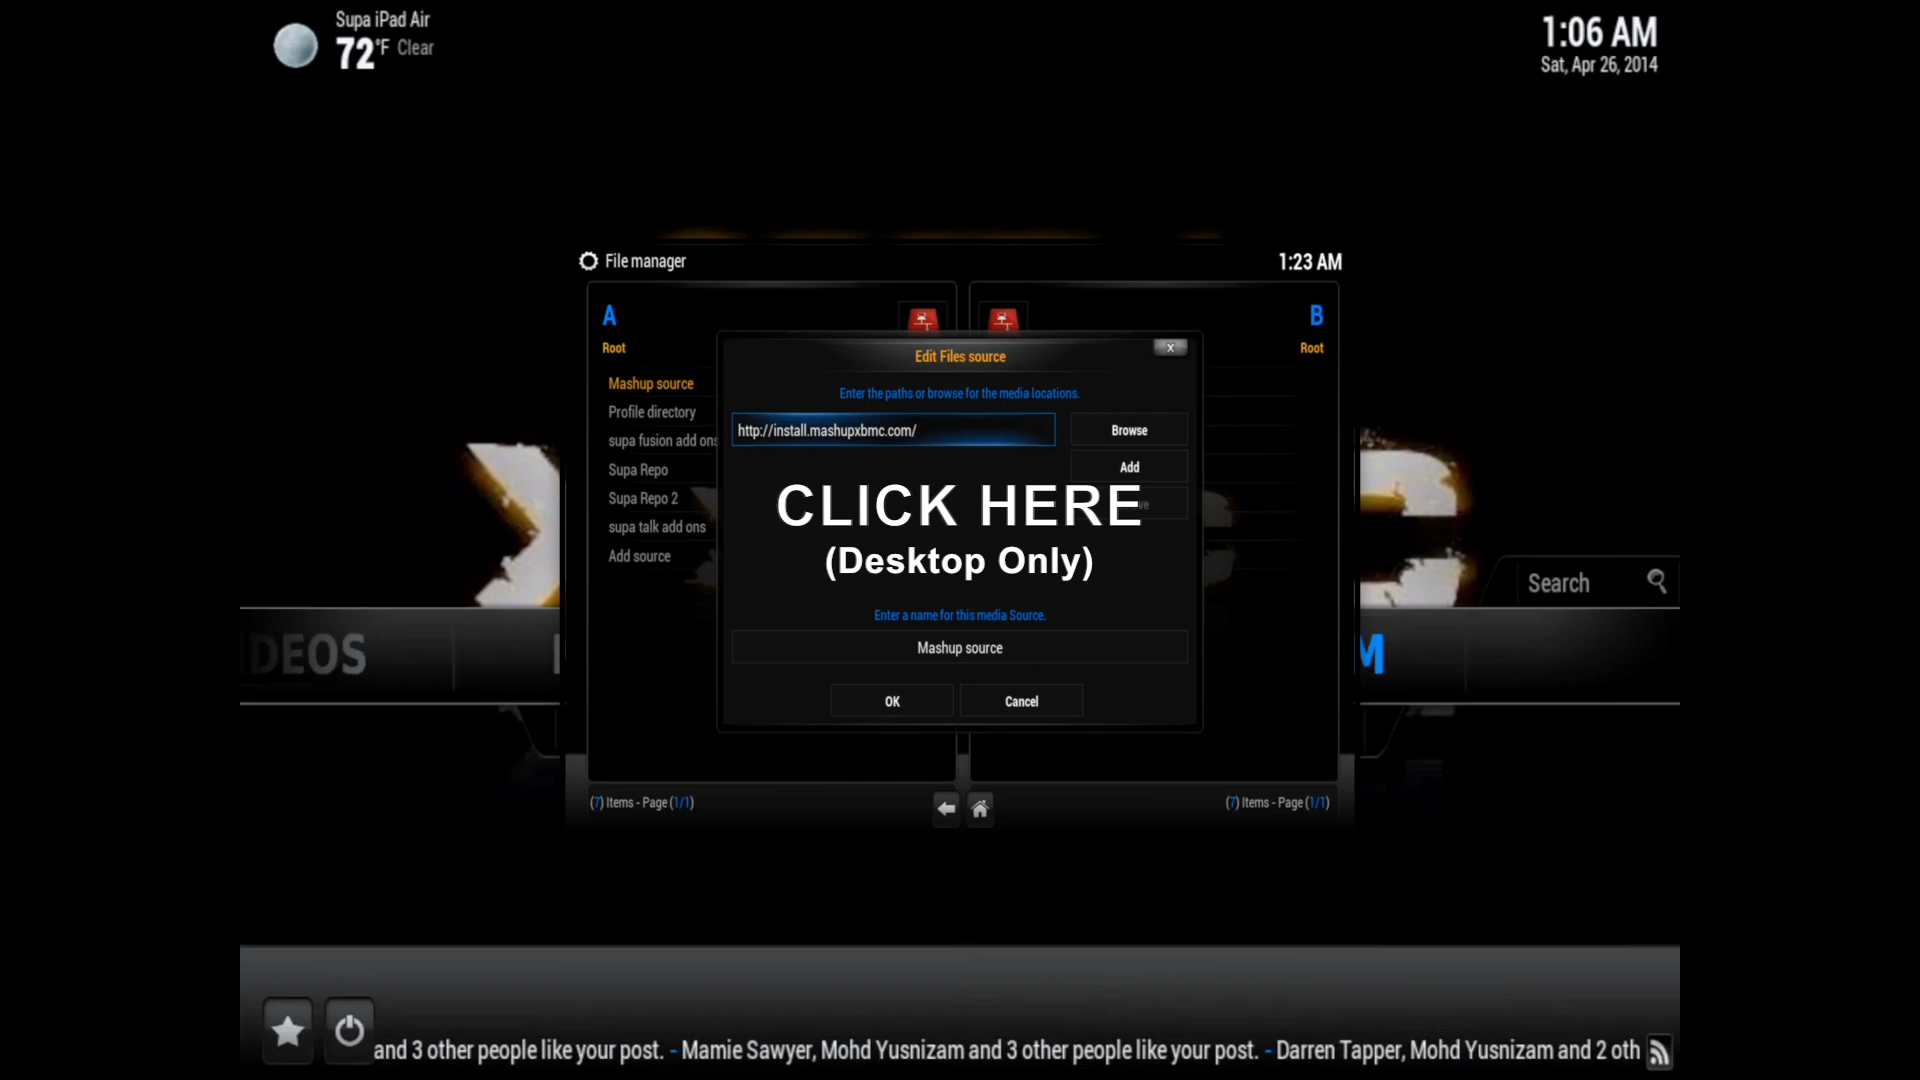 Supa iPad Air
72°F Clear
1:06 AM
Sat, Apr 26, 2014
File manager
1:23 AM
A
B
Root
Root
Mashup source
Profile directory
supa fusion add ons
Supa Repo
Supa Repo 2
supa talk add ons
Add source
Edit Files source
x
Enter the paths or browse for the media locations.
http://install.mashupxbmc.com/
Browse
Add
CLICK HERE
(Desktop Only)
Enter a name for this media Source.
Mashup source
OK
Cancel
(7) Items - Page (1/1)
(7) Items - Page (1/1)
Search
IDEOS
M
and 3 other people like your post. - Mamie Sawyer, Mohd Yusnizam and 3 other people like your post. - Darren Tapper, Mohd Yusnizam and 2 oth